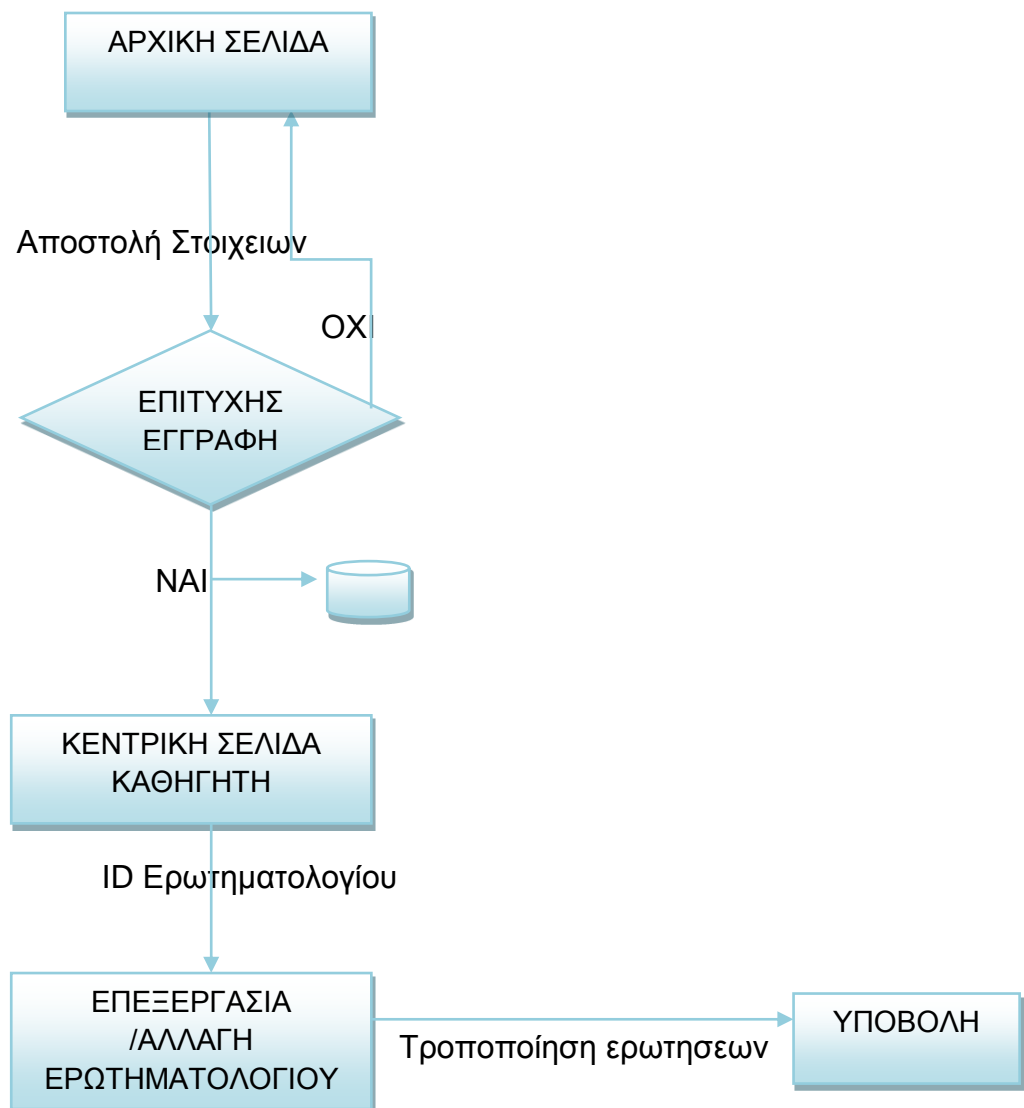 ΑΡΧΙΚΗ ΣΕΛΙΔΑ
Αποστολή Στοιχειων
ΟΧΙ
ΕΠΙΤΥΧΗΣ
ΕΓΓΡΑΦΗ
ΝΑΙ
ΚΕΝΤΡΙΚΗ ΣΕΛΙΔΑ
ΚΑΘΗΓΗΤΗ
ID Ερωτηματολογίου
ΕΠΕΞΕΡΓΑΣΙΑ
/ΑΛΛΑΓΗ
ΕΡΩΤΗΜΑΤΟΛΟΓΙΟΥ
Τροποποίηση ερωτησεων
ΥΠΟΒΟΛΗ